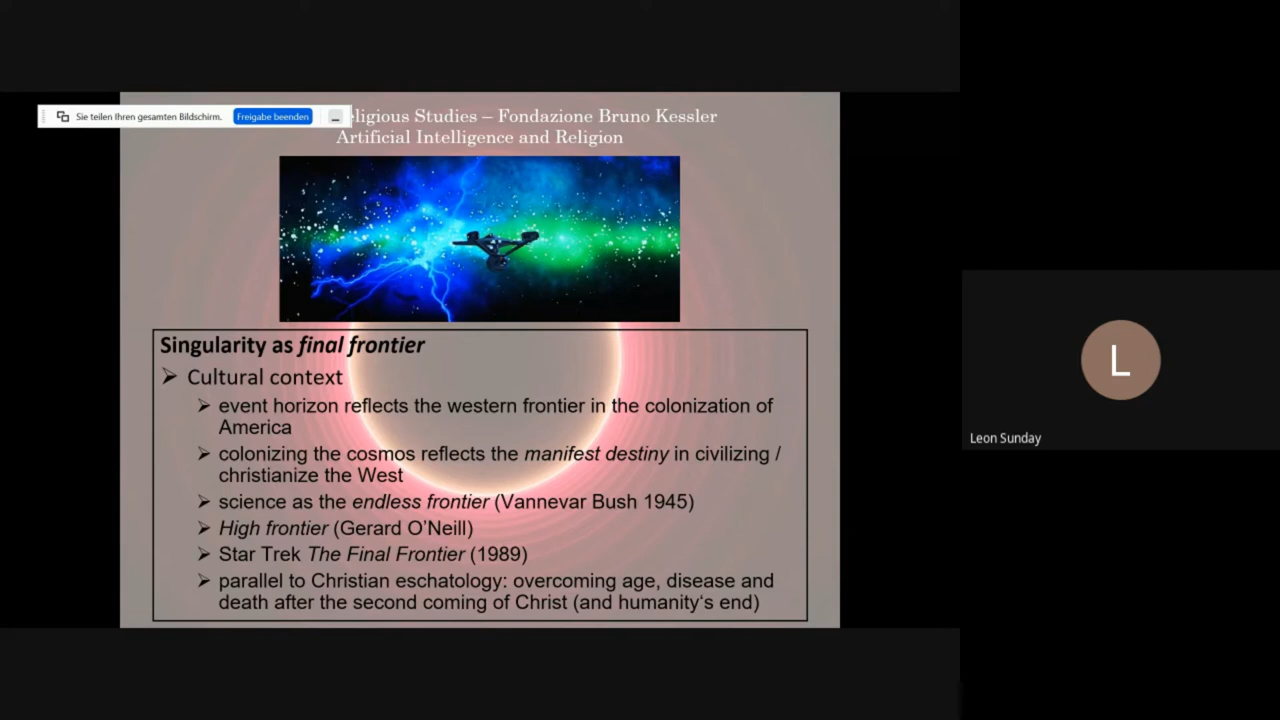 Sie teilen Ihren gesamten Bildschirm. Freigabe beenden
eligious Studies – Fondazione Bruno Kessler
Artificial Intelligence and Religion
Singularity as final frontier
Cultural context
event horizon reflects the western frontier in the colonization of
America
colonizing the cosmos reflects the manifest destiny in civilizing /
christianize the West
science as the endless frontier (Vannevar Bush 1945)
High frontier (Gerard O'Neill)
Star Trek The Final Frontier (1989)
parallel to Christian eschatology: overcoming age, disease and
death after the second coming of Christ (and humanity‘s end)
L
Leon Sunday